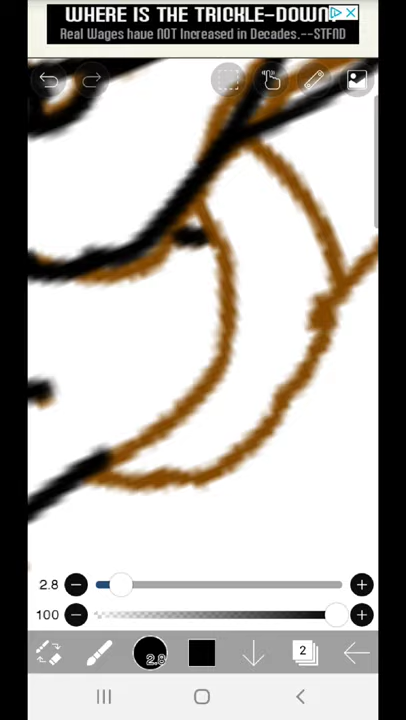 WHERE IS THE TRICKLE-DOWN
Real Wages have NOT Increased in Decades.--STFND
2.8
100
2.8
2